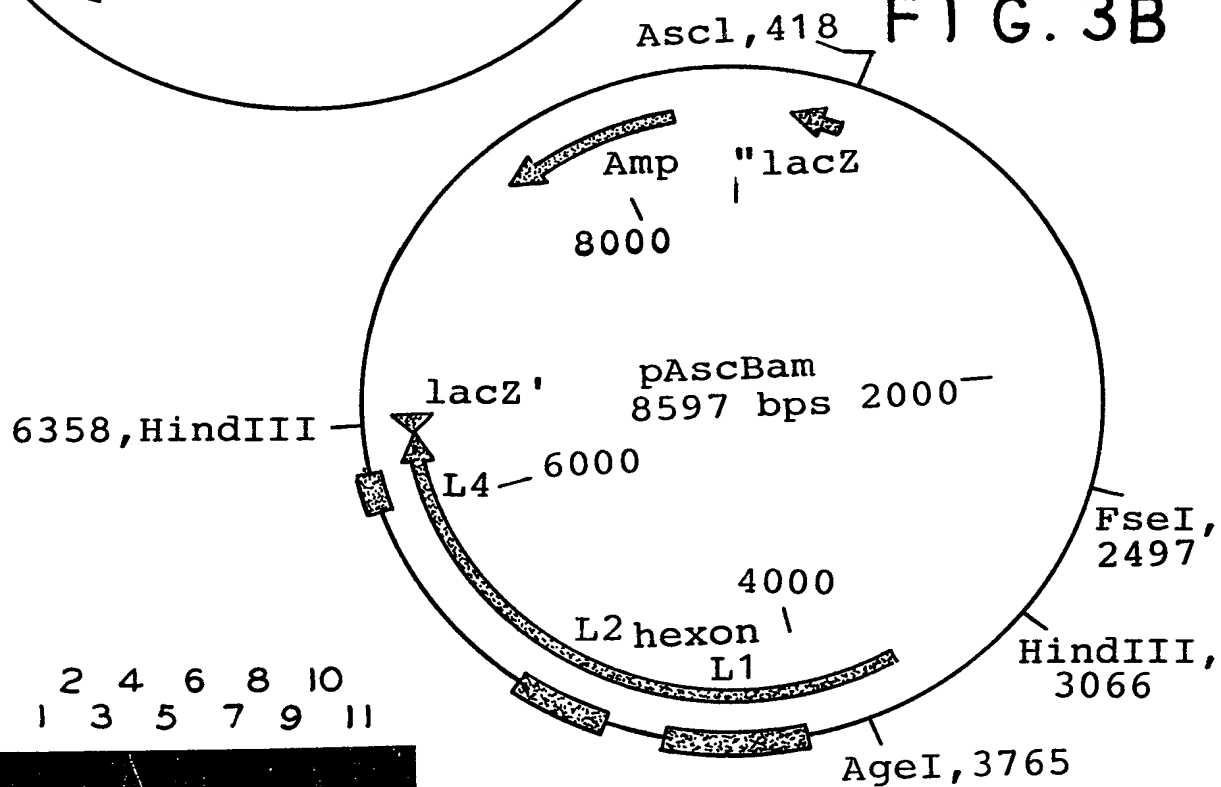 FIG. 3B
AscI,418
Amp
"lacZ
8000
lacZ'
pAscBam
8597 bps
2000
6358,HindIII
L4
6000
FseI,
2497
4000
L2
hexon
L1
HindIII,
3066
AgeI,3765
2 4 6 8 10
1 3 5 7 9 11